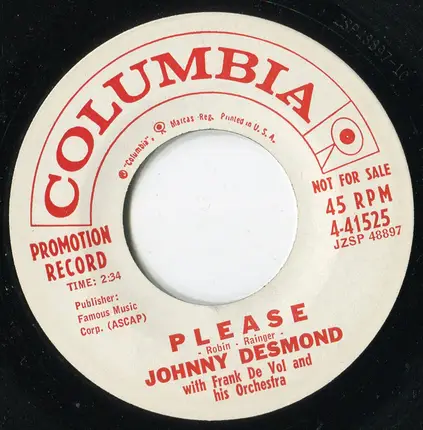 COLUMBIA
® "Columbia", Marcas Reg. Printed in U.S.A.
PROMOTION
RECORD
TIME: 2:34
Publisher:
Famous Music
Corp. (ASCAP)
NOT FOR SALE
45 RPM
4-41525
JZSP 48897
PLEASE
- Robin - Rainger -
JOHNNY DESMOND
with Frank De Vol and
his Orchestra